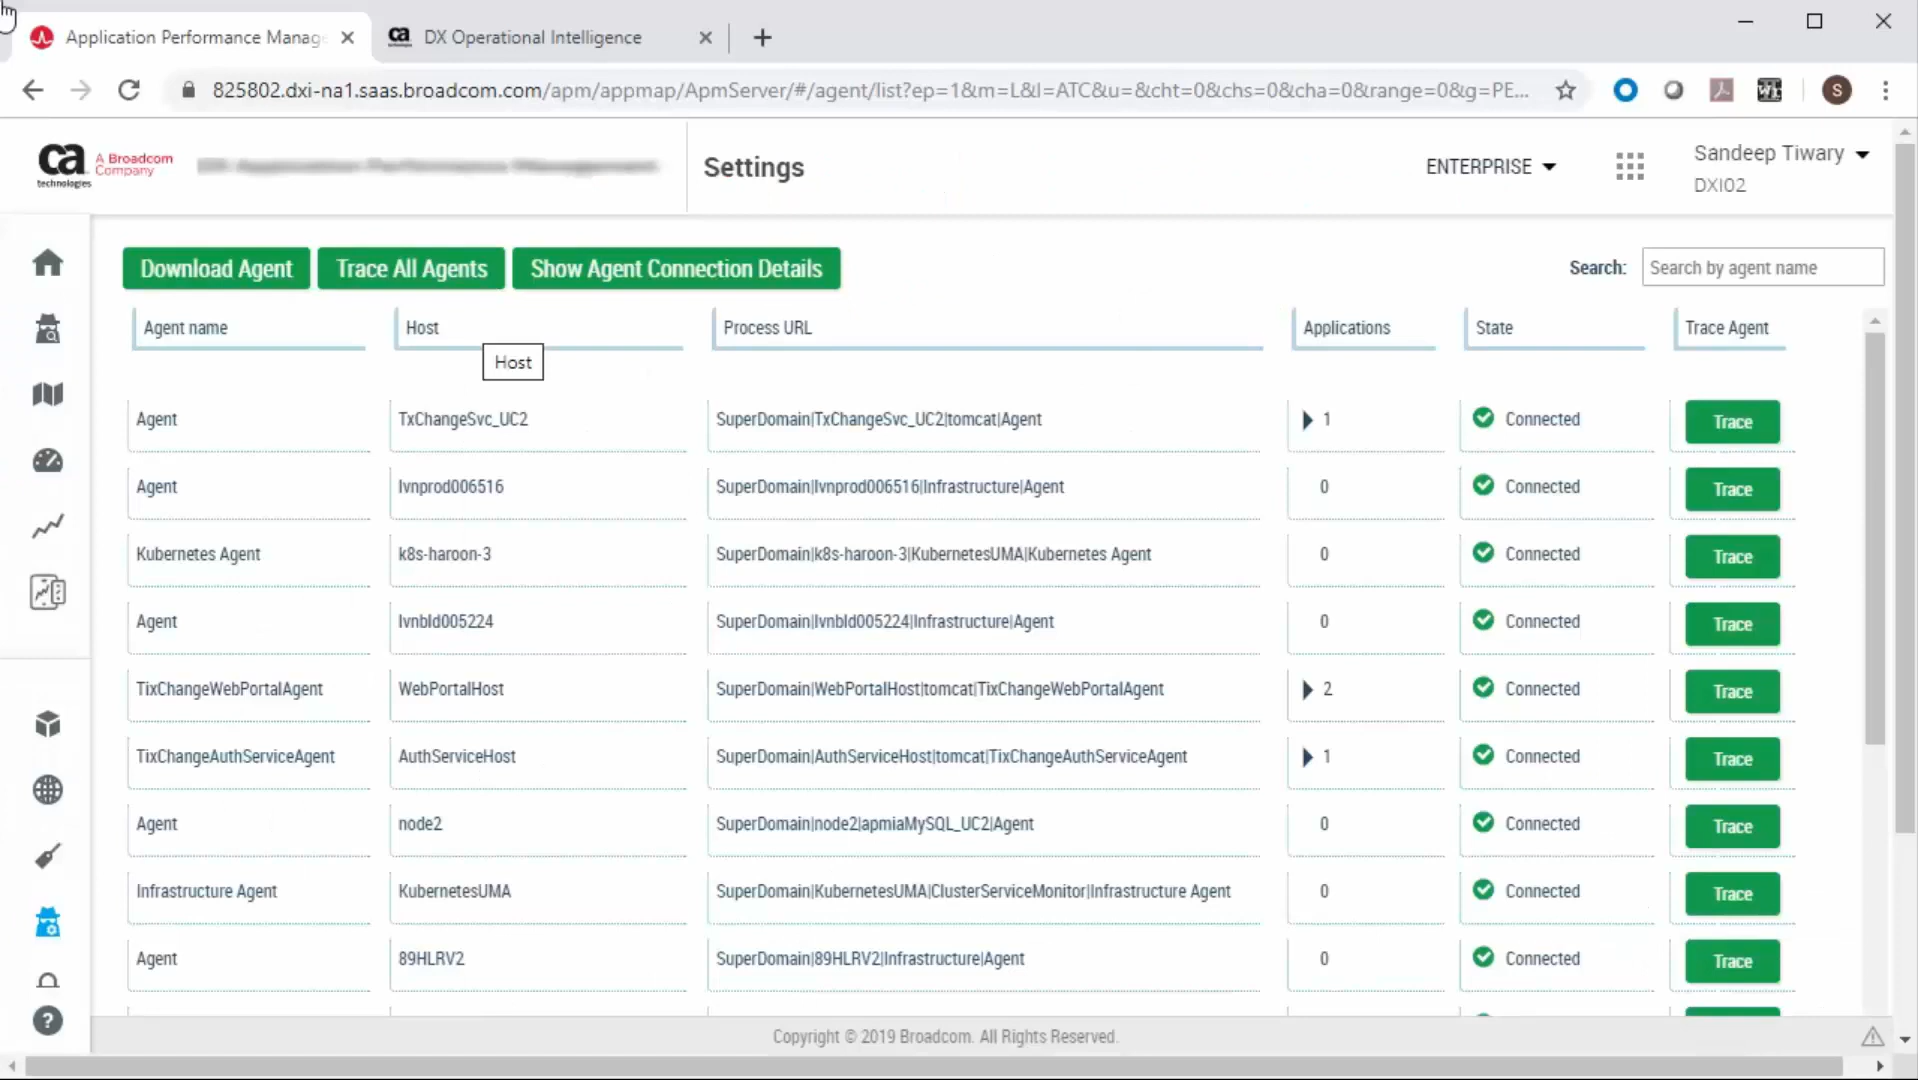 Application Performance Manag
DX Operational Intelligence
825802.dxi-na1.saas.broadcom.com/apm/appmap/ApmServer/#/agent/list?ep=1&m=L&l=ATC&u=&cht=0&chs=0&cha=0&range=0&g=PE...
S
ca technologies
A Broadcom Company
Settings
ENTERPRISE
Sandeep Tiwary
DXI02
Download Agent Trace All Agents Show Agent Connection Details Search: Search by agent name
Agent name Host Process URL Applications State Trace Agent
Host
Agent TxChangeSvc_UC2 SuperDomain|TxChangeSvc_UC2|tomcat|Agent 1 Connected Trace
Agent lvnprod006516 SuperDomain|lvnprod006516|Infrastructure|Agent 0 Connected Trace
Kubernetes Agent k8s-haroon-3 SuperDomain|k8s-haroon-3|KubernetesUMA|Kubernetes Agent 0 Connected Trace
Agent lvnbld005224 SuperDomain|lvnbld005224|Infrastructure|Agent 0 Connected Trace
TixChangeWebPortalAgent WebPortalHost SuperDomain|WebPortalHost|tomcat|TixChangeWebPortalAgent 2 Connected Trace
TixChangeAuthServiceAgent AuthServiceHost SuperDomain|AuthServiceHost|tomcat|TixChangeAuthServiceAgent 1 Connected Trace
Agent node2 SuperDomain|node2|apmiaMySQL_UC2|Agent 0 Connected Trace
Infrastructure Agent KubernetesUMA SuperDomain|KubernetesUMA|ClusterServiceMonitor|Infrastructure Agent 0 Connected Trace
Agent 89HLRV2 SuperDomain|89HLRV2|Infrastructure|Agent 0 Connected Trace
?
Copyright © 2019 Broadcom. All Rights Reserved.